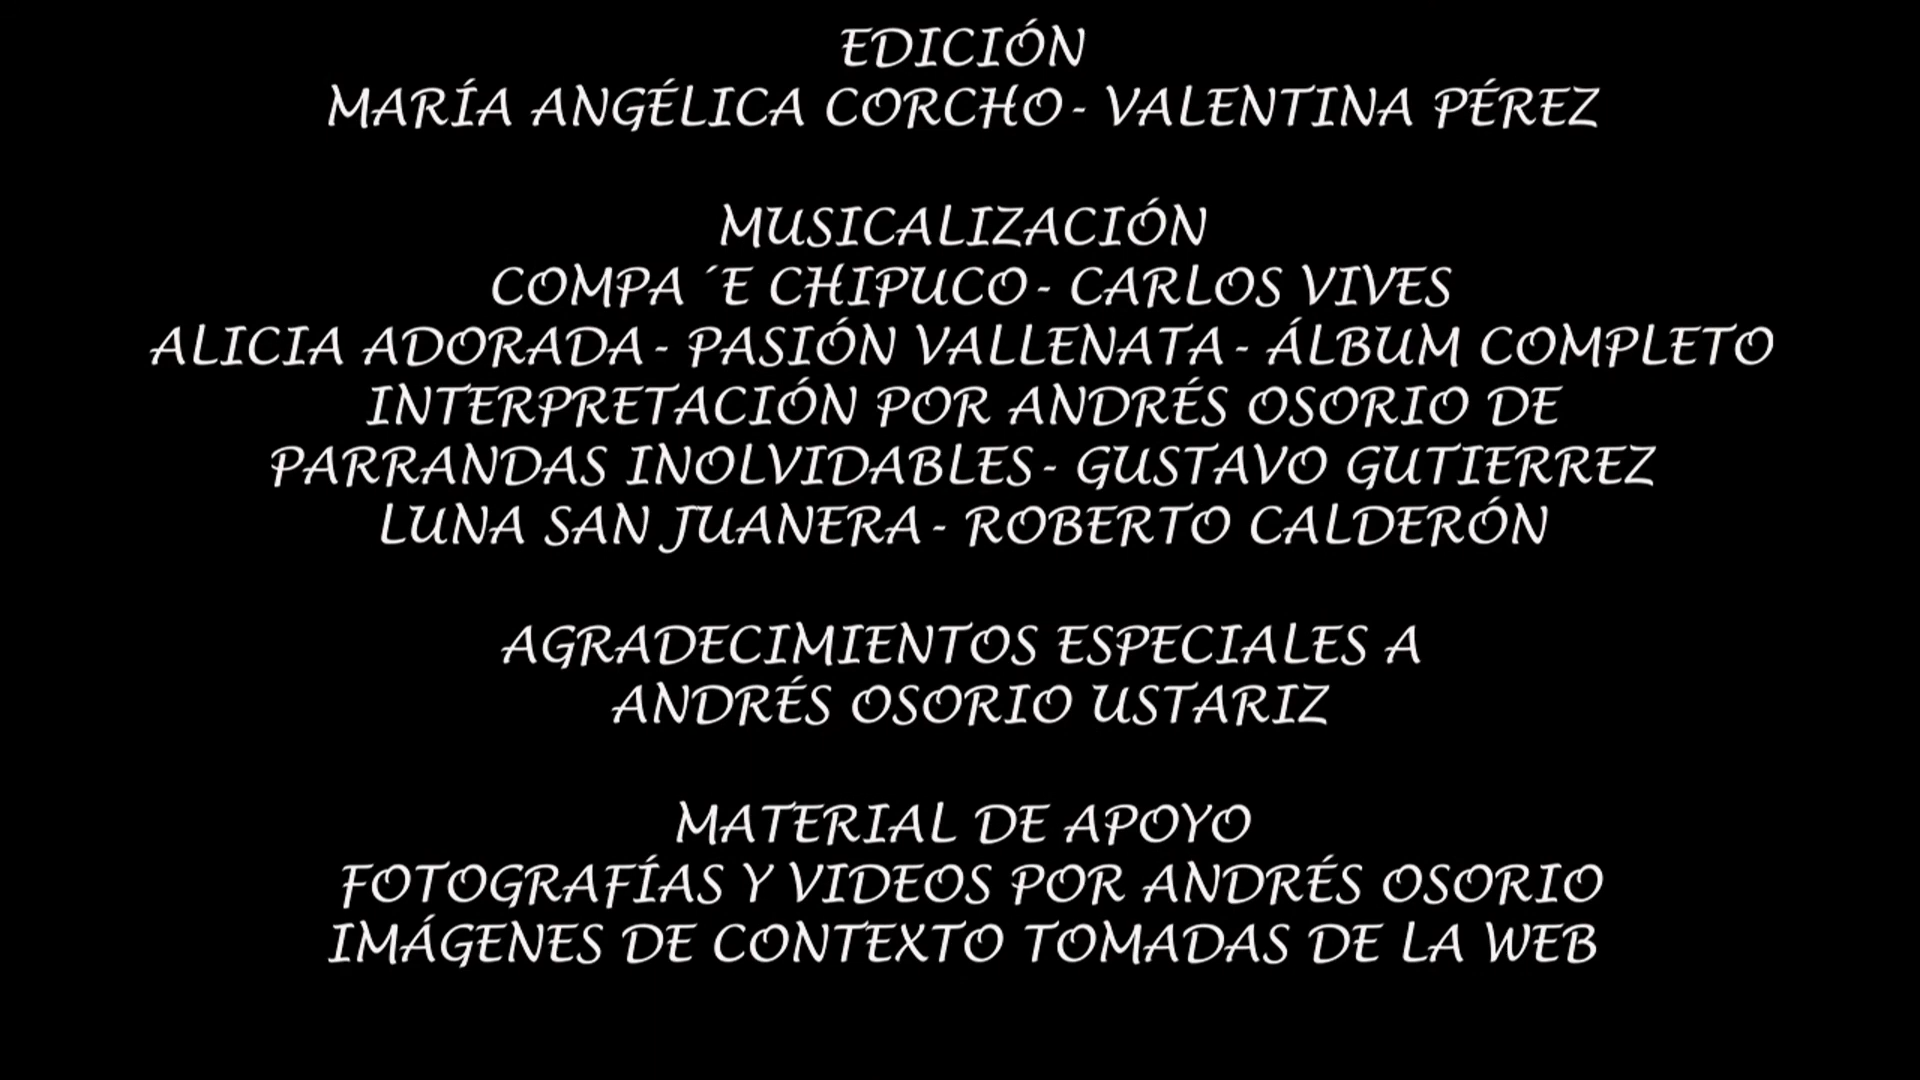 EDICIÓN
MARÍA ANGÉLICA CORCHO- VALENTINA PÉREZ
MUSICALIZACIÓN
COMPA ´E CHIPUCO- CARLOS VIVES
ALICIA ADORADA- PASIÓN VALLENATA- ÁLBUM COMPLETO
INTERPRETACIÓN POR ANDRÉS OSORIO DE
PARRANDAS INOLVIDABLES- GUSTAVO GUTIERREZ
LUNA SAN JUANERA- ROBERTO CALDERÓN
AGRADECIMIENTOS ESPECIALES A
ANDRÉS OSORIO USTARIZ
MATERIAL DE APOYO
FOTOGRAFÍAS Y VIDEOS POR ANDRÉS OSORIO
IMÁGENES DE CONTEXTO TOMADAS DE LA WEB